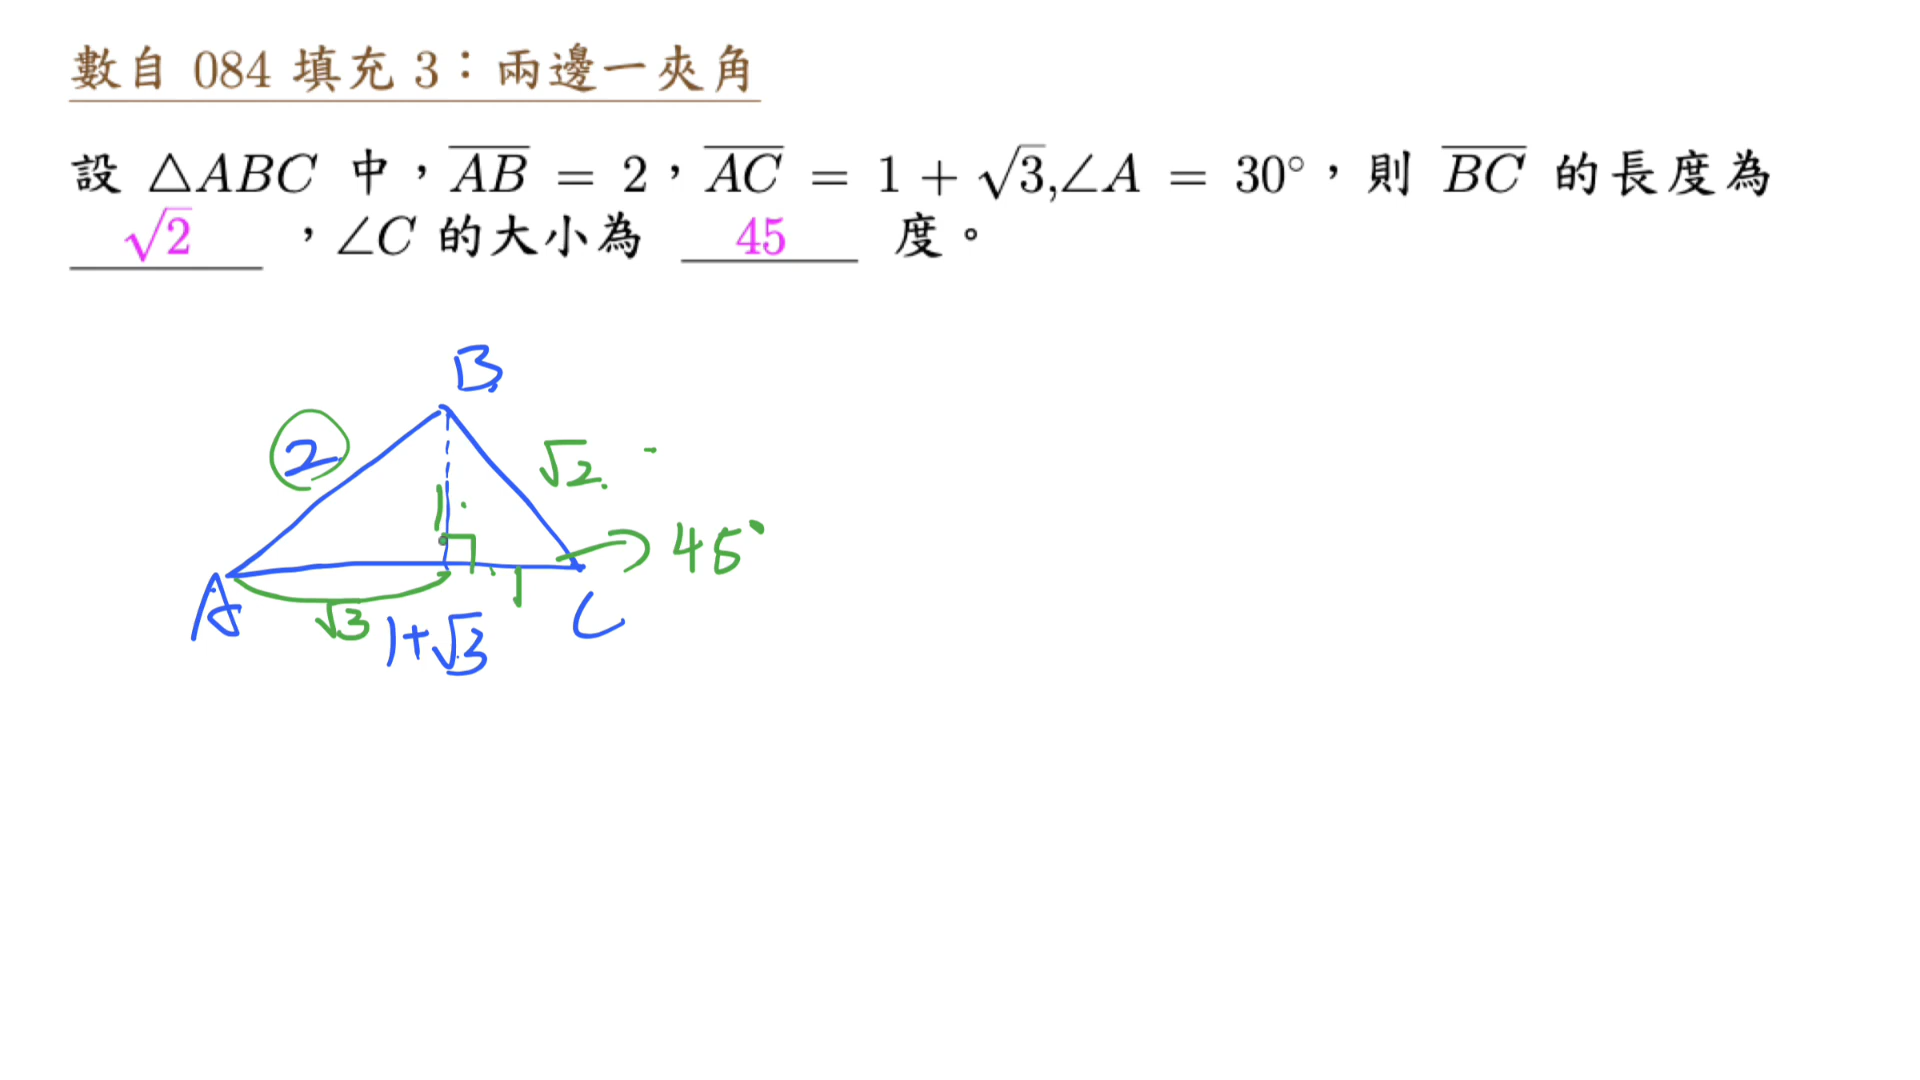 數自 084 填充 3：兩邊一夾角
設 △ABC 中，AB = 2，AC = 1 + √3,∠A = 30°，則 BC 的長度為
√2 ，∠C 的大小為 45 度。
B
2
√2
1
45°
A
√3
1
C
1+√3